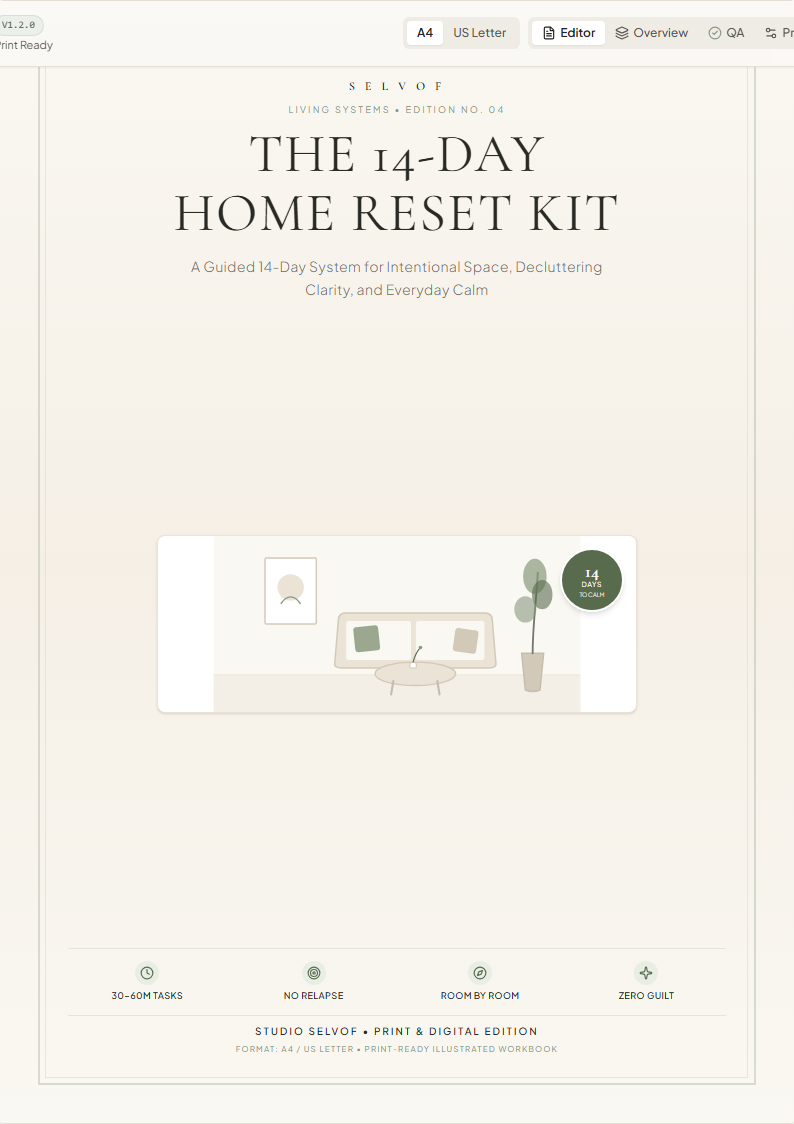 V1.2.0
Print Ready
A4 US Letter Editor Overview QA Pr
SELVOF
LIVING SYSTEMS • EDITION NO. 04
THE 14-DAY
HOME RESET KIT
A Guided 14-Day System for Intentional Space, Decluttering
Clarity, and Everyday Calm
14
DAYS
TO CALM
30–60M TASKS NO RELAPSE ROOM BY ROOM ZERO GUILT
STUDIO SELVOF • PRINT & DIGITAL EDITION
FORMAT: A4 / US LETTER • PRINT-READY ILLUSTRATED WORKBOOK